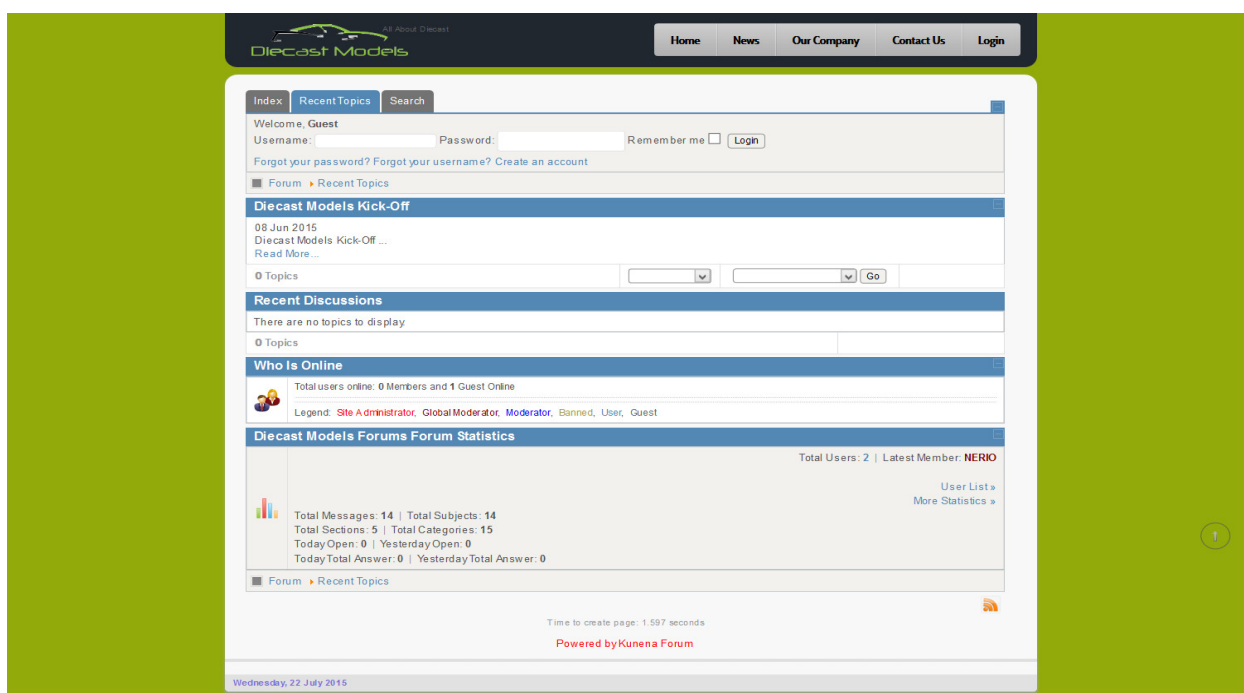 All About Diecast
Diecast Models
Home News Our Company Contact Us Login
Index Recent Topics Search
Welcome, Guest
Username: Password: Remember me Login
Forgot your password? Forgot your username? Create an account
Forum Recent Topics
Diecast Models Kick-Off
08 Jun 2015
Diecast Models Kick-Off ...
Read More...
0 Topics Go
Recent Discussions
There are no topics to display.
0 Topics
Who Is Online
Total users online: 0 Members and 1 Guest Online
Legend: Site Administrator, Global Moderator, Moderator, Banned, User, Guest
Diecast Models Forums Forum Statistics
Total Users: 2 | Latest Member: NERIO
User List »
More Statistics »
Total Messages: 14 | Total Subjects: 14
Total Sections: 5 | Total Categories: 15
Today Open: 0 | Yesterday Open: 0
Today Total Answer: 0 | Yesterday Total Answer: 0
Forum Recent Topics
Time to create page: 1.597 seconds
Powered by Kunena Forum
Wednesday, 22 July 2015